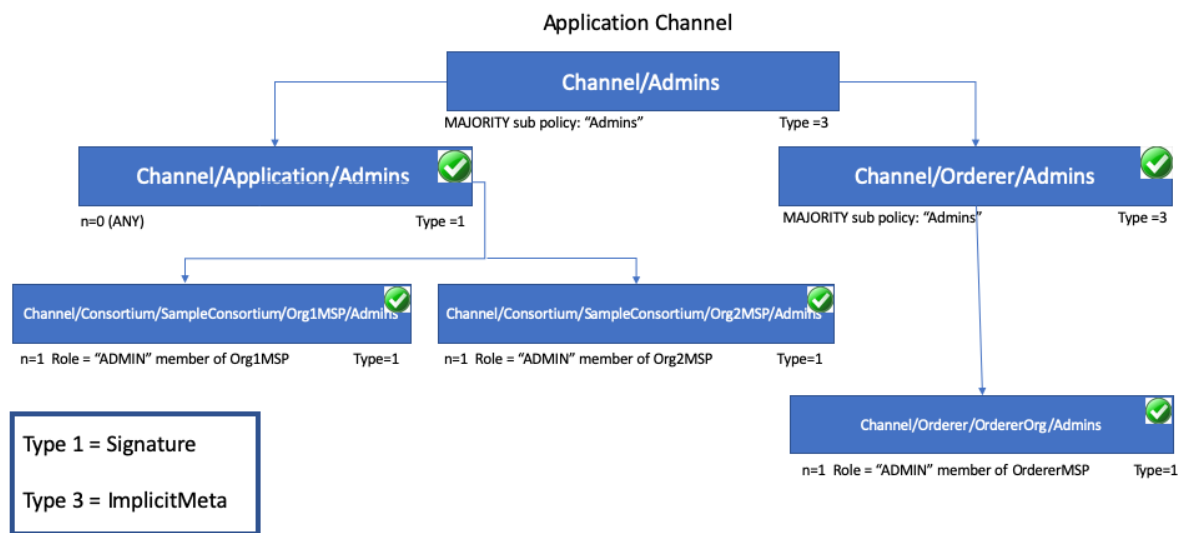 Application Channel
Channel/Admins
MAJORITY sub policy: “Admins” Type =3
Channel/Application/Admins
Channel/Orderer/Admins
n=0 (ANY) Type =1
MAJORITY sub policy: “Admins” Type =3
Channel/Consortium/SampleConsortium/Org1MSP/Admins
Channel/Consortium/SampleConsortium/Org2MSP/Admins
n=1 Role = “ADMIN” member of Org1MSP Type=1
n=1 Role = “ADMIN” member of Org2MSP Type=1
Channel/Orderer/OrdererOrg/Admins
n=1 Role = “ADMIN” member of OrdererMSP Type=1
Type 1 = Signature
Type 3 = ImplicitMeta